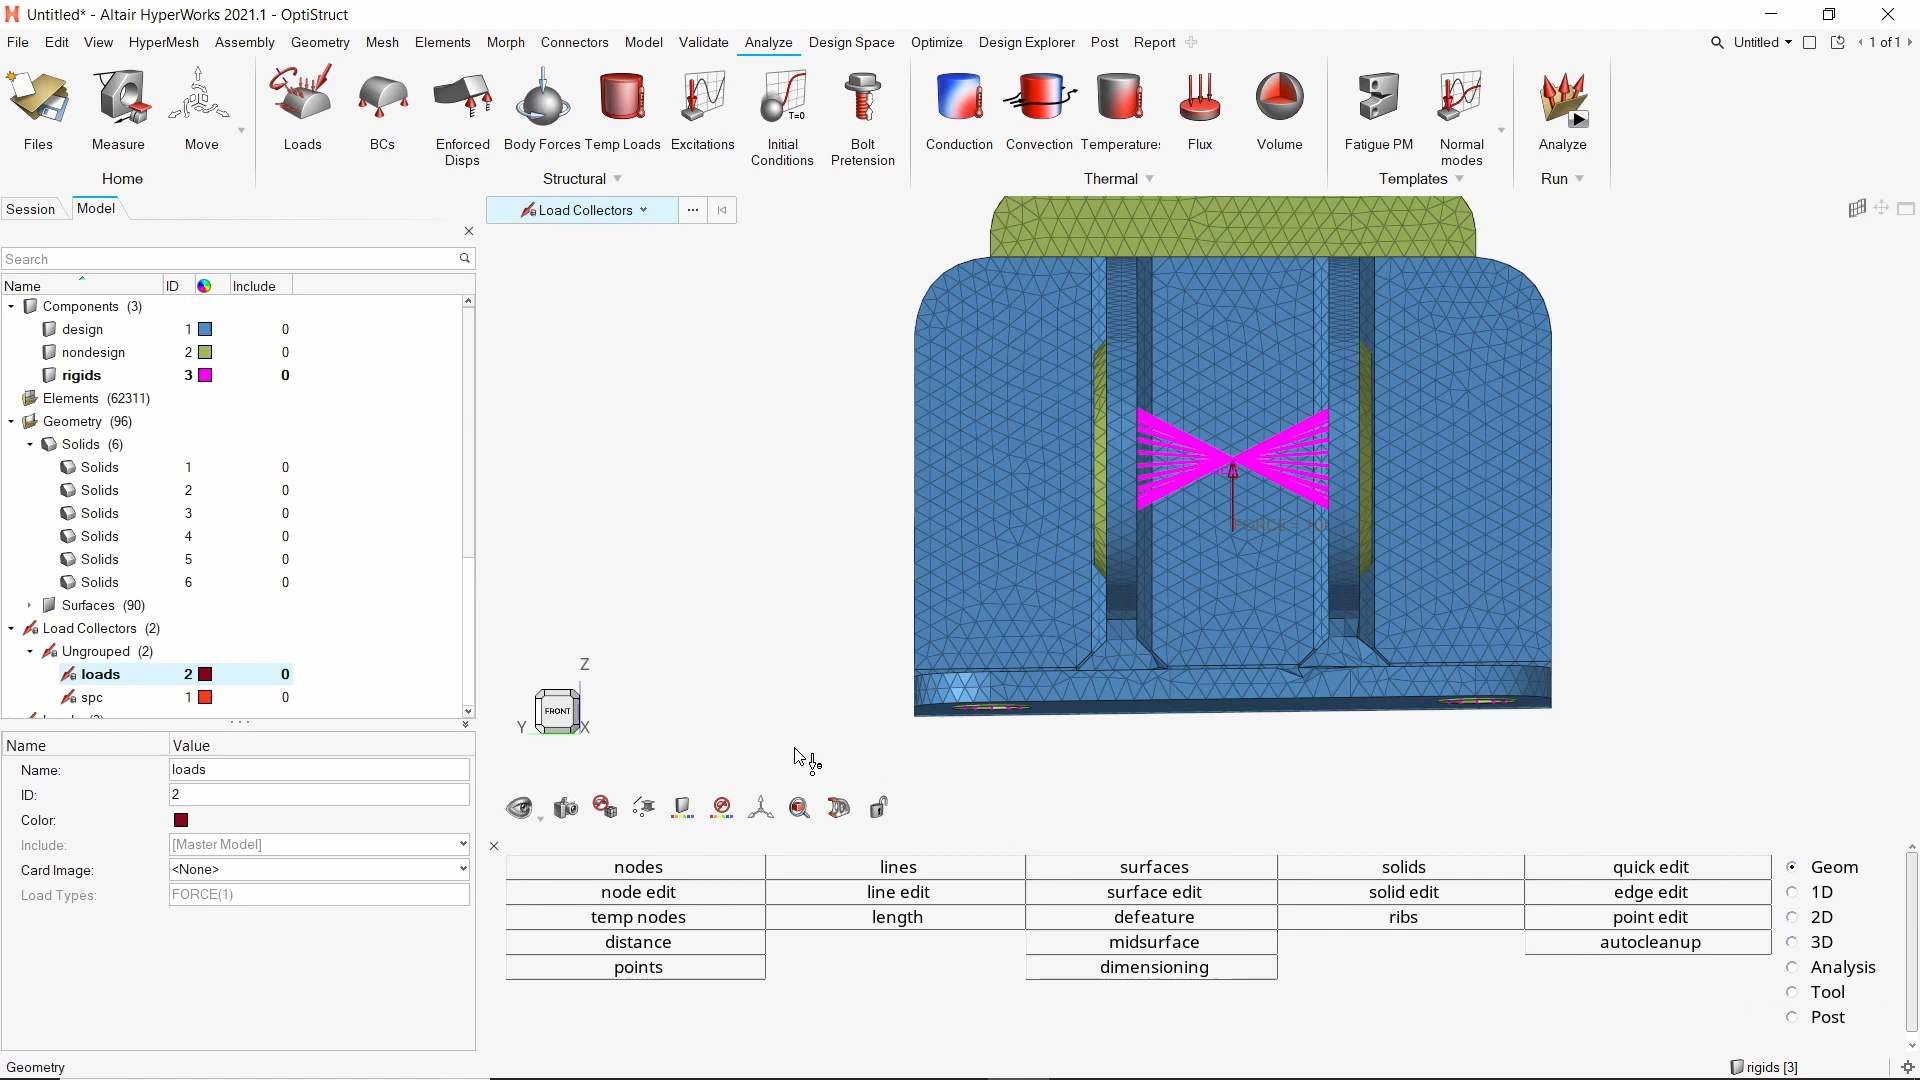 Untitled* - Altair HyperWorks 2021.1 - OptiStruct
File Edit View HyperMesh Assembly Geometry Mesh Elements Morph Connectors Model Validate Analyze Design Space Optimize Design Explorer Post Report Untitled 1 of 1
Files Measure Move Loads BCs Enforced Disps Body Forces Temp Loads Excitations Initial Conditions Bolt Pretension Conduction Convection Temperature: Flux Volume Fatigue PM Normal modes Analyze
T=0
Home Structural Thermal Templates Run
Session Model
Load Collectors
Search
Name ID Include
Components (3)
design 1 0
nondesign 2 0
rigids 3 0
Elements (62311)
Geometry (96)
Solids (6)
Solids 1 0
Solids 2 0
Solids 3 0
Solids 4 0
Solids 5 0
Solids 6 0
Surfaces (90)
Load Collectors (2)
Ungrouped (2)
loads 2 0
spc 1 0
Name Value
Name: loads
ID: 2
Color:
Include: [Master Model]
Card Image: <None>
Load Types: FORCE(1)
Z
FRONT
Y X
nodes lines surfaces solids quick edit Geom
node edit line edit surface edit solid edit edge edit 1D
temp nodes length defeature ribs point edit 2D
distance midsurface autocleanup 3D
points dimensioning Analysis
Tool
Post
Geometry rigids [3]